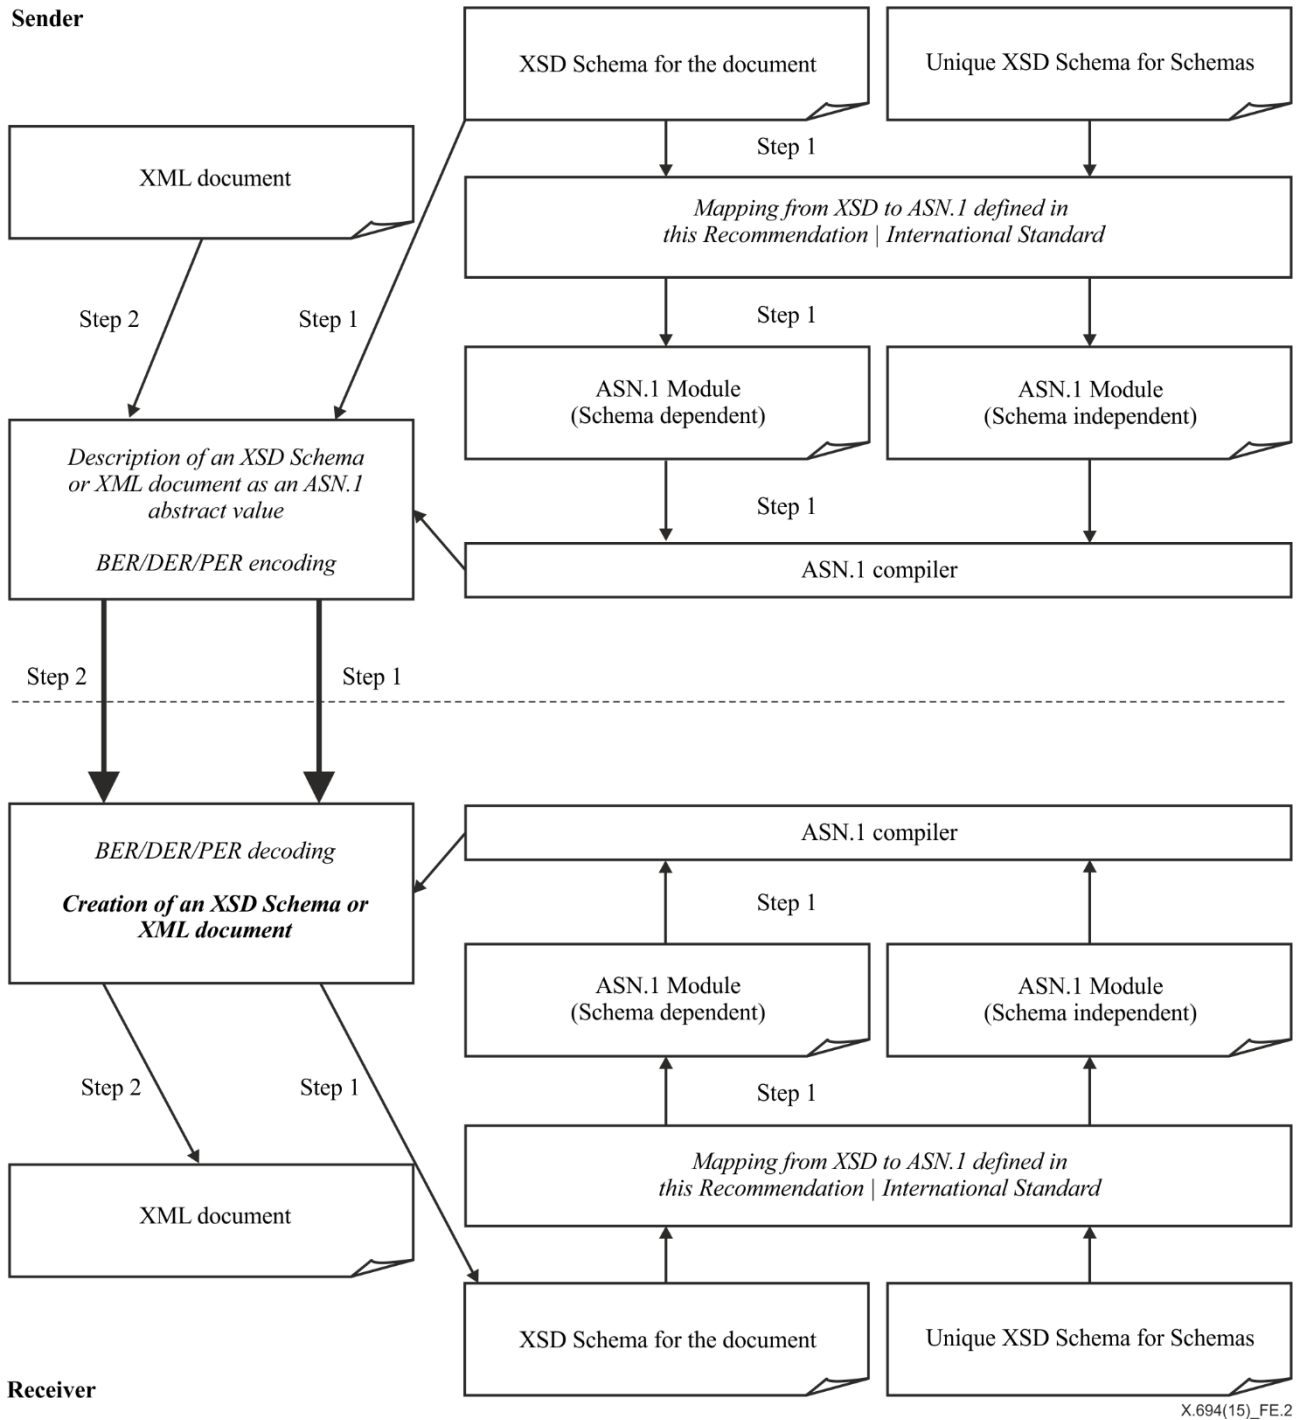 Sender
XSD Schema for the document
Unique XSD Schema for Schemas
Step 1
XML document
Mapping from XSD to ASN.1 defined in
this Recommendation | International Standard
Step 2
Step 1
Step 1
ASN.1 Module
(Schema dependent)
ASN.1 Module
(Schema independent)
Description of an XSD Schema
or XML document as an ASN.1
abstract value
BER/DER/PER encoding
Step 1
ASN.1 compiler
Step 2
Step 1
BER/DER/PER decoding
Creation of an XSD Schema or
XML document
ASN.1 compiler
Step 1
ASN.1 Module
(Schema dependent)
ASN.1 Module
(Schema independent)
Step 2
Step 1
Step 1
Mapping from XSD to ASN.1 defined in
this Recommendation | International Standard
XML document
XSD Schema for the document
Unique XSD Schema for Schemas
Receiver
X.694(15)_FE.2